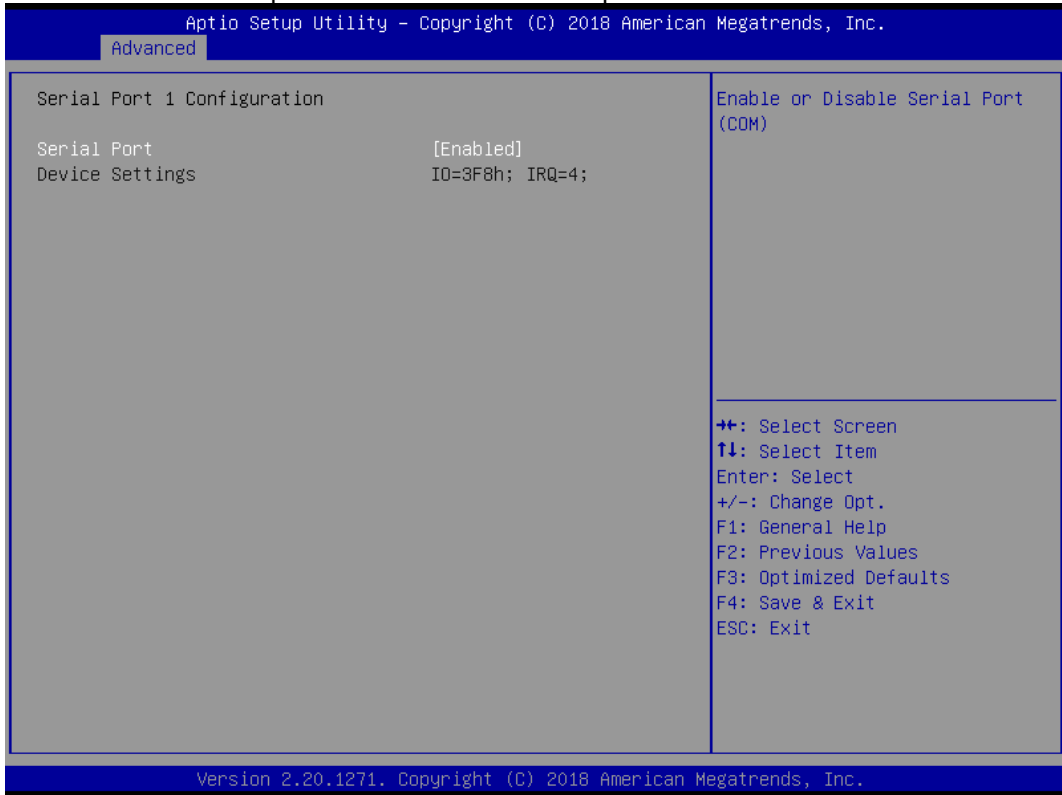 Aptio Setup Utility – Copyright (C) 2018 American Megatrends, Inc.
Advanced
Serial Port 1 Configuration
Serial Port [Enabled]
Device Settings IO=3F8h; IRQ=4;
Enable or Disable Serial Port
(COM)
→←: Select Screen
↑↓: Select Item
Enter: Select
+/-: Change Opt.
F1: General Help
F2: Previous Values
F3: Optimized Defaults
F4: Save & Exit
ESC: Exit
Version 2.20.1271. Copyright (C) 2018 American Megatrends, Inc.